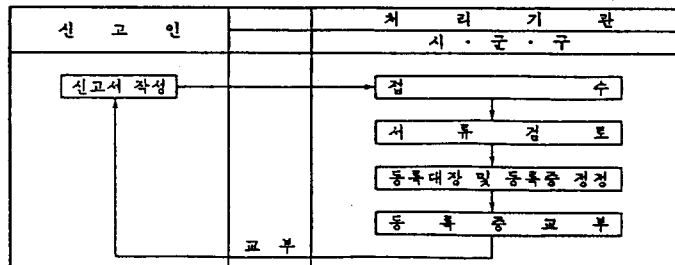 신 고 인
처 리 기 관
시 · 군 · 구
신고서 작성
접 수
서 류 검 토
등록대장 및 등록증 정정
등 록 증 교 부
교 부